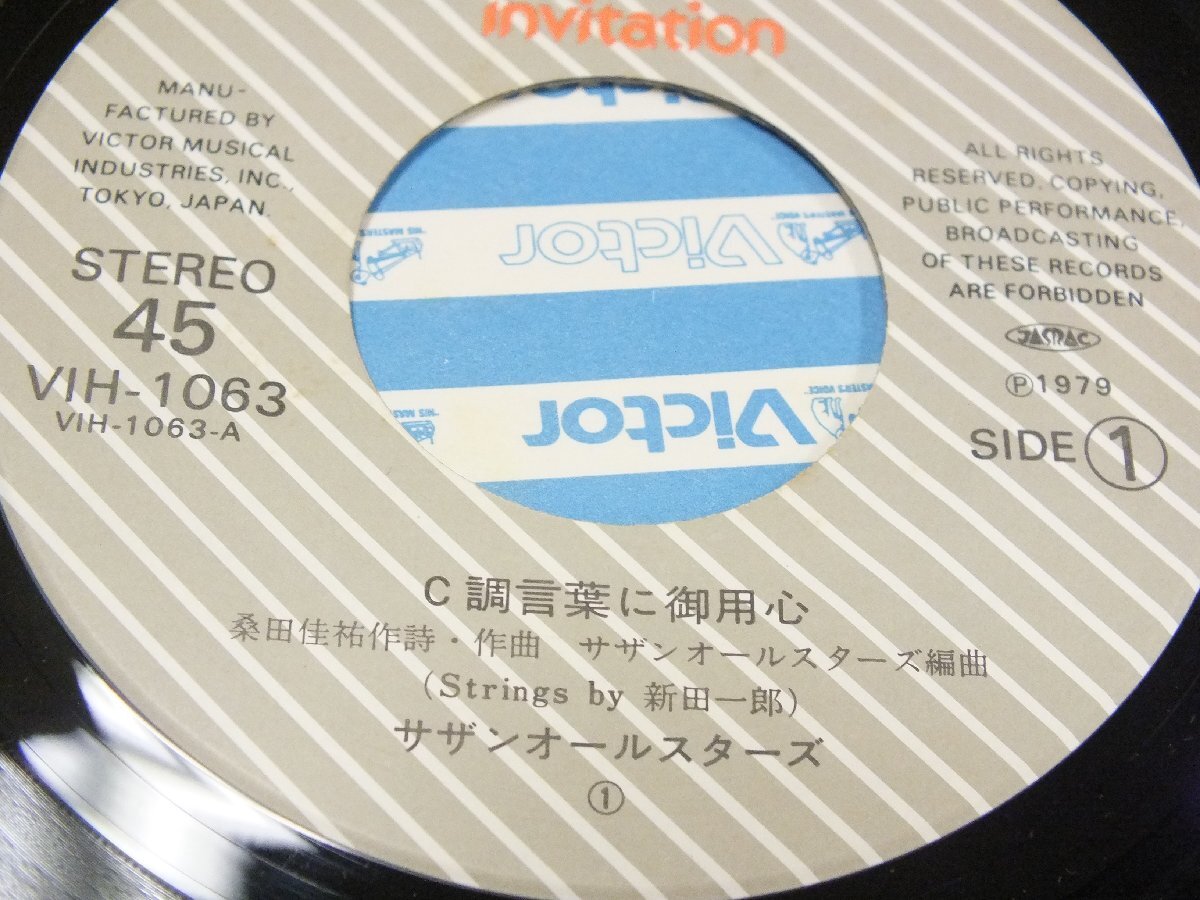 invitation
MANU-
FACTURED BY
VICTOR MUSICAL
INDUSTRIES, INC.,
TOKYO, JAPAN.
STEREO
45
VIH-1063
VIH-1063-A
ALL RIGHTS
RESERVED. COPYING,
PUBLIC PERFORMANCE,
BROADCASTING
OF THESE RECORDS
ARE FORBIDDEN
JASRAC
Ⓟ1979
SIDE ①
Victor
Victor
C調言葉に御用心
桑田佳祐作詩・作曲 サザンオールスターズ編曲
(Strings by 新田一郎)
サザンオールスターズ
①